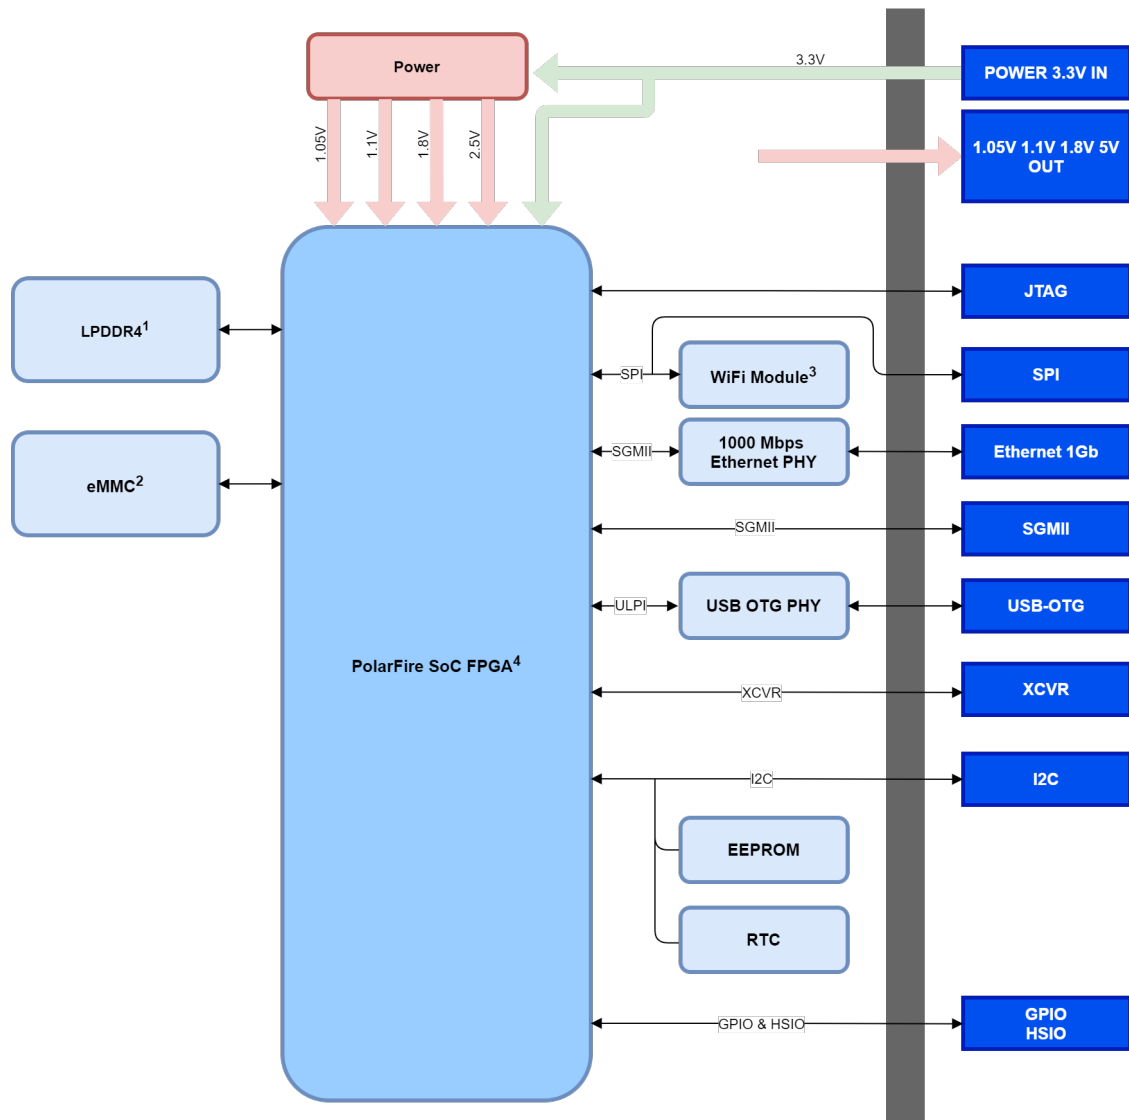 Power
3.3V
POWER 3.3V IN
1.05V
1.1V
1.8V
2.5V
1.05V 1.1V 1.8V 5V
OUT
LPDDR41
eMMC2
PolarFire SoC FPGA4
JTAG
SPI
WiFi Module3
SPI
SGMII
1000 Mbps
Ethernet PHY
Ethernet 1Gb
SGMII
SGMII
ULPI
USB OTG PHY
USB-OTG
XCVR
XCVR
I2C
I2C
EEPROM
RTC
GPIO & HSIO
GPIO
HSIO